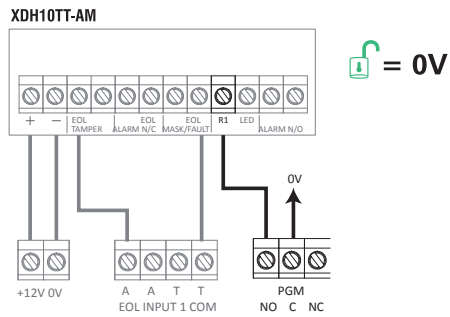 XDH10TT-AM
= 0V
+ − EOL TAMPER EOL ALARM N/C EOL MASK/FAULT R1 LED ALARM N/O
0V
+12V 0V
A A T T
EOL INPUT 1 COM
PGM
NO C NC